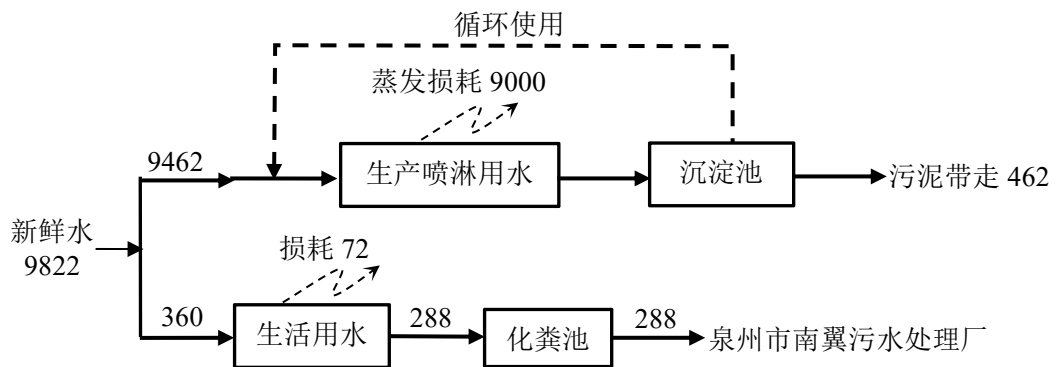 循环使用
蒸发损耗 9000
9462
生产喷淋用水
沉淀池
污泥带走 462
新鲜水
9822
损耗 72
360
生活用水
288
化粪池
288
泉州市南翼污水处理厂